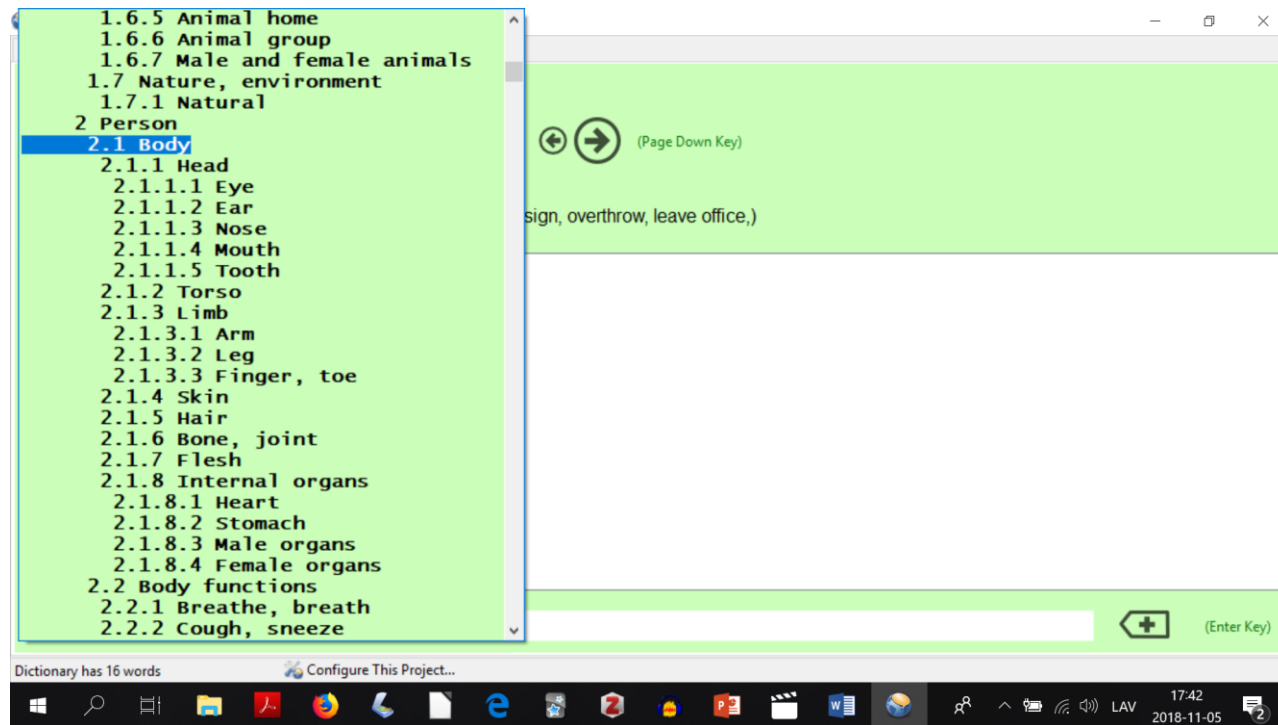 1.6.5 Animal home
1.6.6 Animal group
1.6.7 Male and female animals
1.7 Nature, environment
1.7.1 Natural
2 Person
2.1 Body
2.1.1 Head
2.1.1.1 Eye
2.1.1.2 Ear
2.1.1.3 Nose
2.1.1.4 Mouth
2.1.1.5 Tooth
2.1.2 Torso
2.1.3 Limb
2.1.3.1 Arm
2.1.3.2 Leg
2.1.3.3 Finger, toe
2.1.4 Skin
2.1.5 Hair
2.1.6 Bone, joint
2.1.7 Flesh
2.1.8 Internal organs
2.1.8.1 Heart
2.1.8.2 Stomach
2.1.8.3 Male organs
2.1.8.4 Female organs
2.2 Body functions
2.2.1 Breathe, breath
2.2.2 Cough, sneeze
(Page Down Key)
sign, overthrow, leave office,)
(Enter Key)
Dictionary has 16 words
Configure This Project...
LAV
17:42
2018-11-05
2